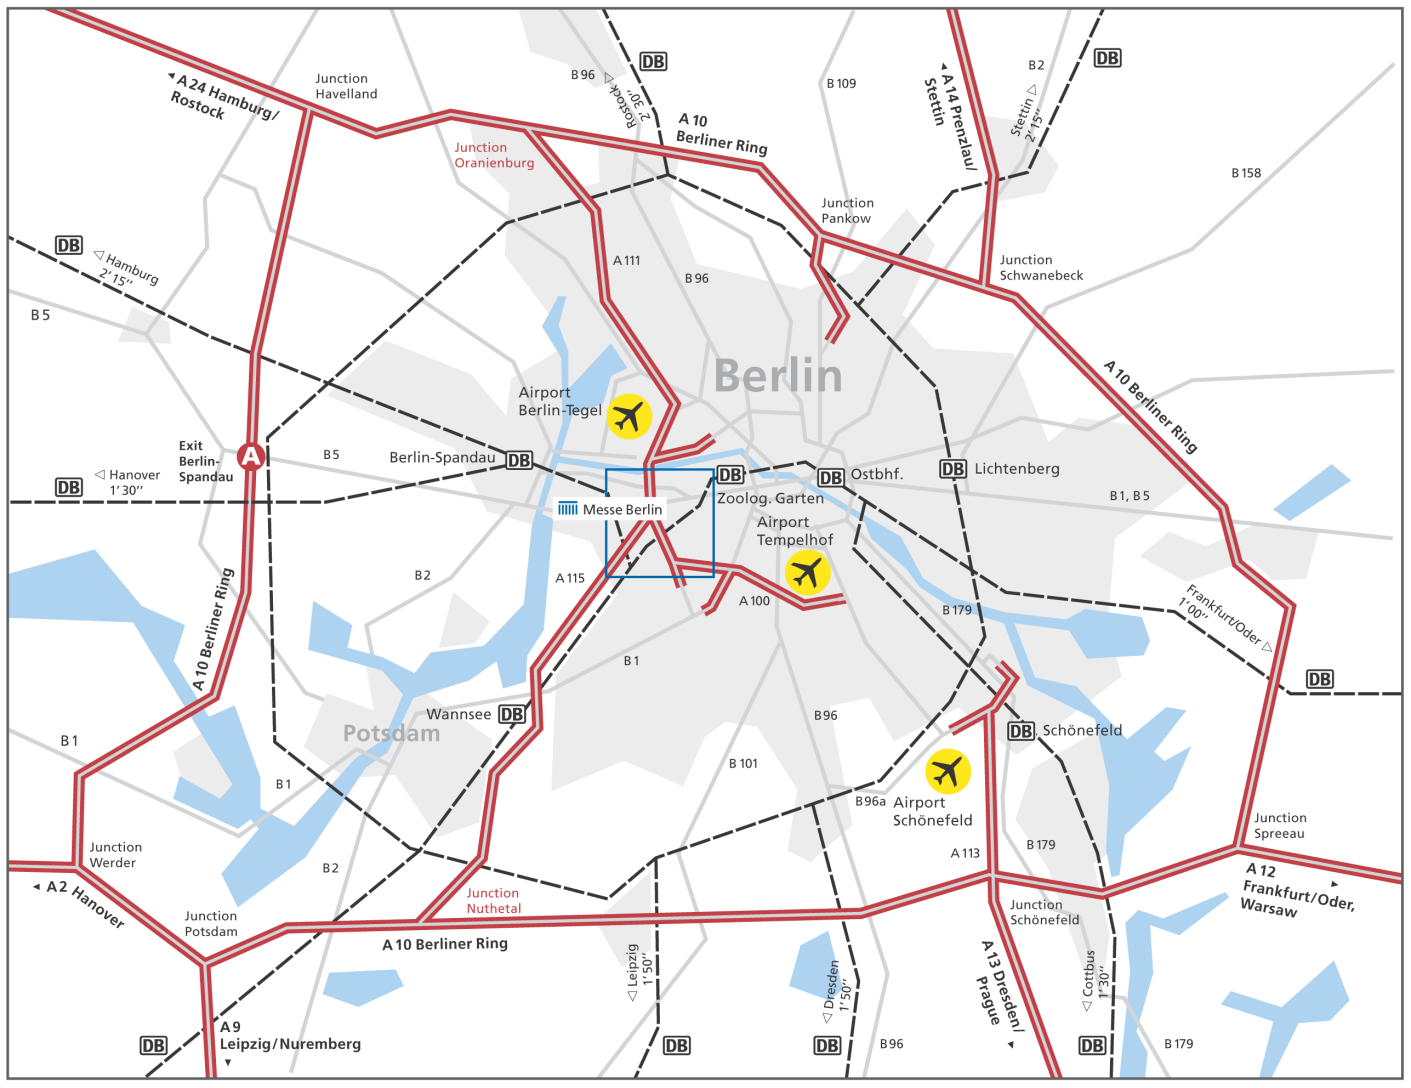 DB
DB
B 96
Rostock
2' 30''
B 109
B 2
Stettin
2' 15''
A 14 Prenzlau/
Stettin
Junction
Havelland
A 24 Hamburg/
Rostock
A 10
Berliner Ring
Junction
Oranienburg
B 158
Junction
Pankow
DB
Hamburg
2' 15''
A 111
B 96
Junction
Schwanebeck
B 5
Berlin
A 10 Berliner Ring
Airport
Berlin-Tegel
Exit
Berlin-
Spandau
A
B 5
Berlin-Spandau
DB
DB
Hanover
1' 30''
DB
Zoolog. Garten
DB
Ostbhf.
DB
Lichtenberg
B 1, B 5
Messe Berlin
Airport
Tempelhof
A 10 Berliner Ring
B 2
A 115
A 100
B 179
Frankfurt/Oder
1' 00''
B 1
DB
Wannsee
DB
Potsdam
B 96
DB
Schönefeld
B 1
B 1
B 101
B 96a
Airport
Schönefeld
Junction
Spreeau
Junction
Werder
B 2
A 113
B 179
A 2 Hanover
Junction
Nuthetal
A 12
Frankfurt/Oder,
Warsaw
Junction
Potsdam
A 10 Berliner Ring
Junction
Schönefeld
Leipzig
1' 50''
Dresden
1' 50''
A 13 Dresden/
Prague
Cottbus
1' 30''
A 9
Leipzig/Nuremberg
DB
DB
DB
B 96
DB
B 179